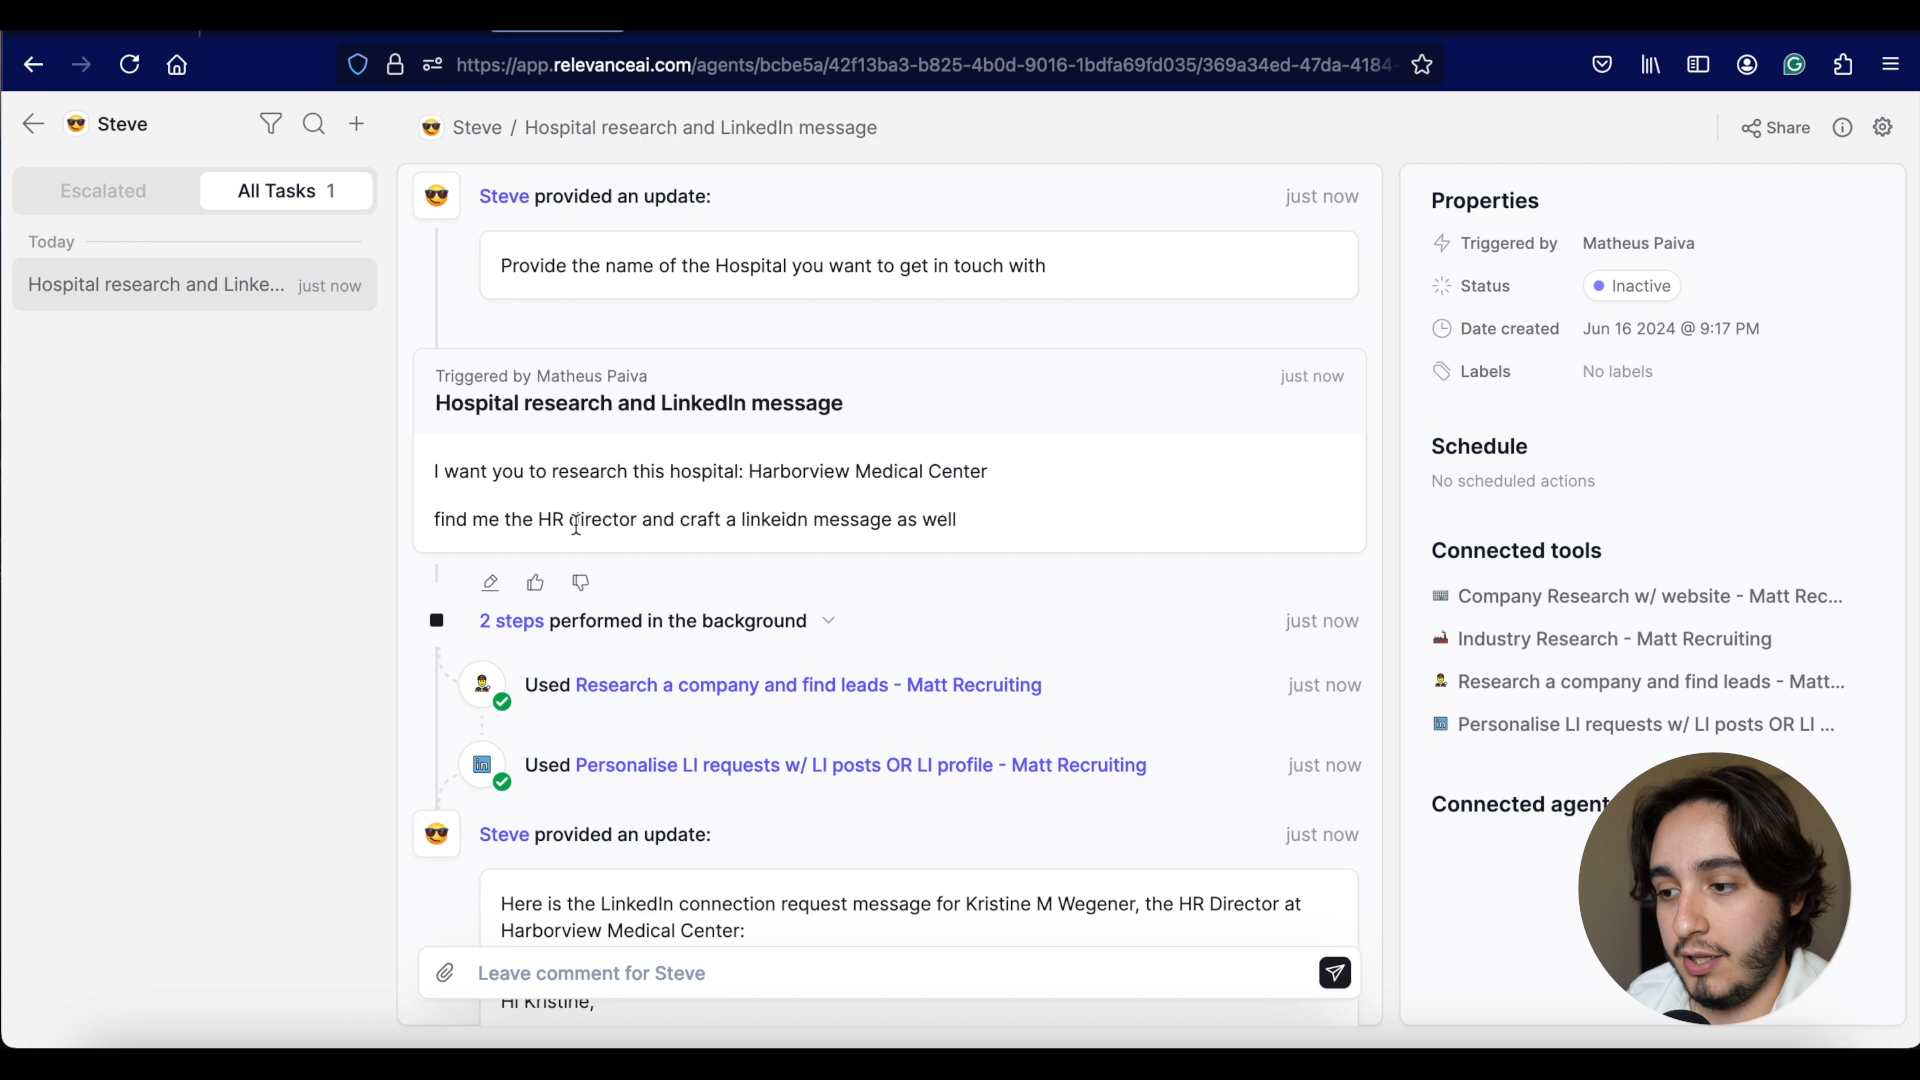 https://app.relevanceai.com/agents/bcbe5a/42f13ba3-b825-4b0d-9016-1bdfa69fd035/369a34ed-47da-4184-
Steve
Steve / Hospital research and LinkedIn message
Share
Escalated
All Tasks 1
Today
Hospital research and Linke... just now
Steve provided an update: just now
Provide the name of the Hospital you want to get in touch with
Triggered by Matheus Paiva just now
Hospital research and LinkedIn message
I want you to research this hospital: Harborview Medical Center
find me the HR director and craft a linkeidn message as well
2 steps performed in the background just now
Used Research a company and find leads - Matt Recruiting just now
in
Used Personalise LI requests w/ LI posts OR LI profile - Matt Recruiting just now
Steve provided an update: just now
Here is the LinkedIn connection request message for Kristine M Wegener, the HR Director at
Harborview Medical Center:
Leave comment for Steve
Hi Kristine,
Properties
Triggered by Matheus Paiva
Status Inactive
Date created Jun 16 2024 @ 9:17 PM
Labels No labels
Schedule
No scheduled actions
Connected tools
Company Research w/ website - Matt Rec...
Industry Research - Matt Recruiting
Research a company and find leads - Matt...
in Personalise LI requests w/ LI posts OR LI ...
Connected agent